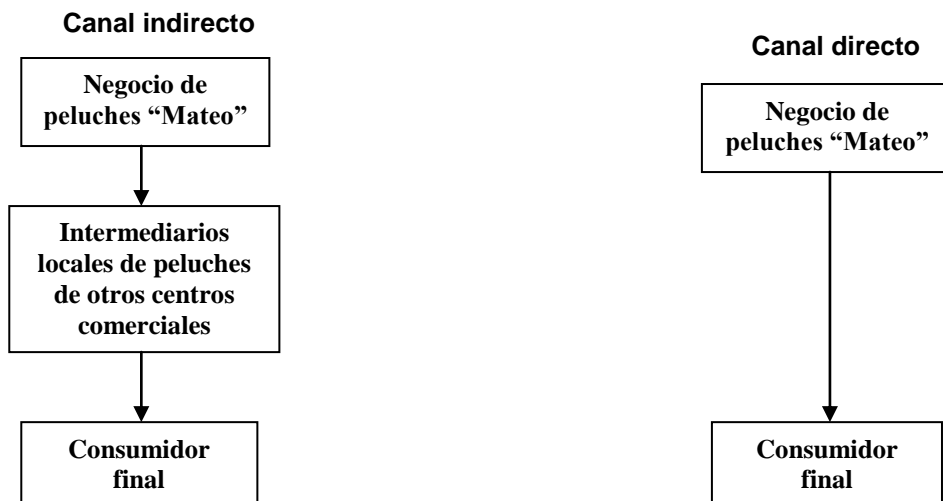 Canal indirecto
Negocio de
peluches “Mateo”
Intermediarios
locales de peluches
de otros centros
comerciales
Consumidor
final
Canal directo
Negocio de
peluches “Mateo”
Consumidor
final